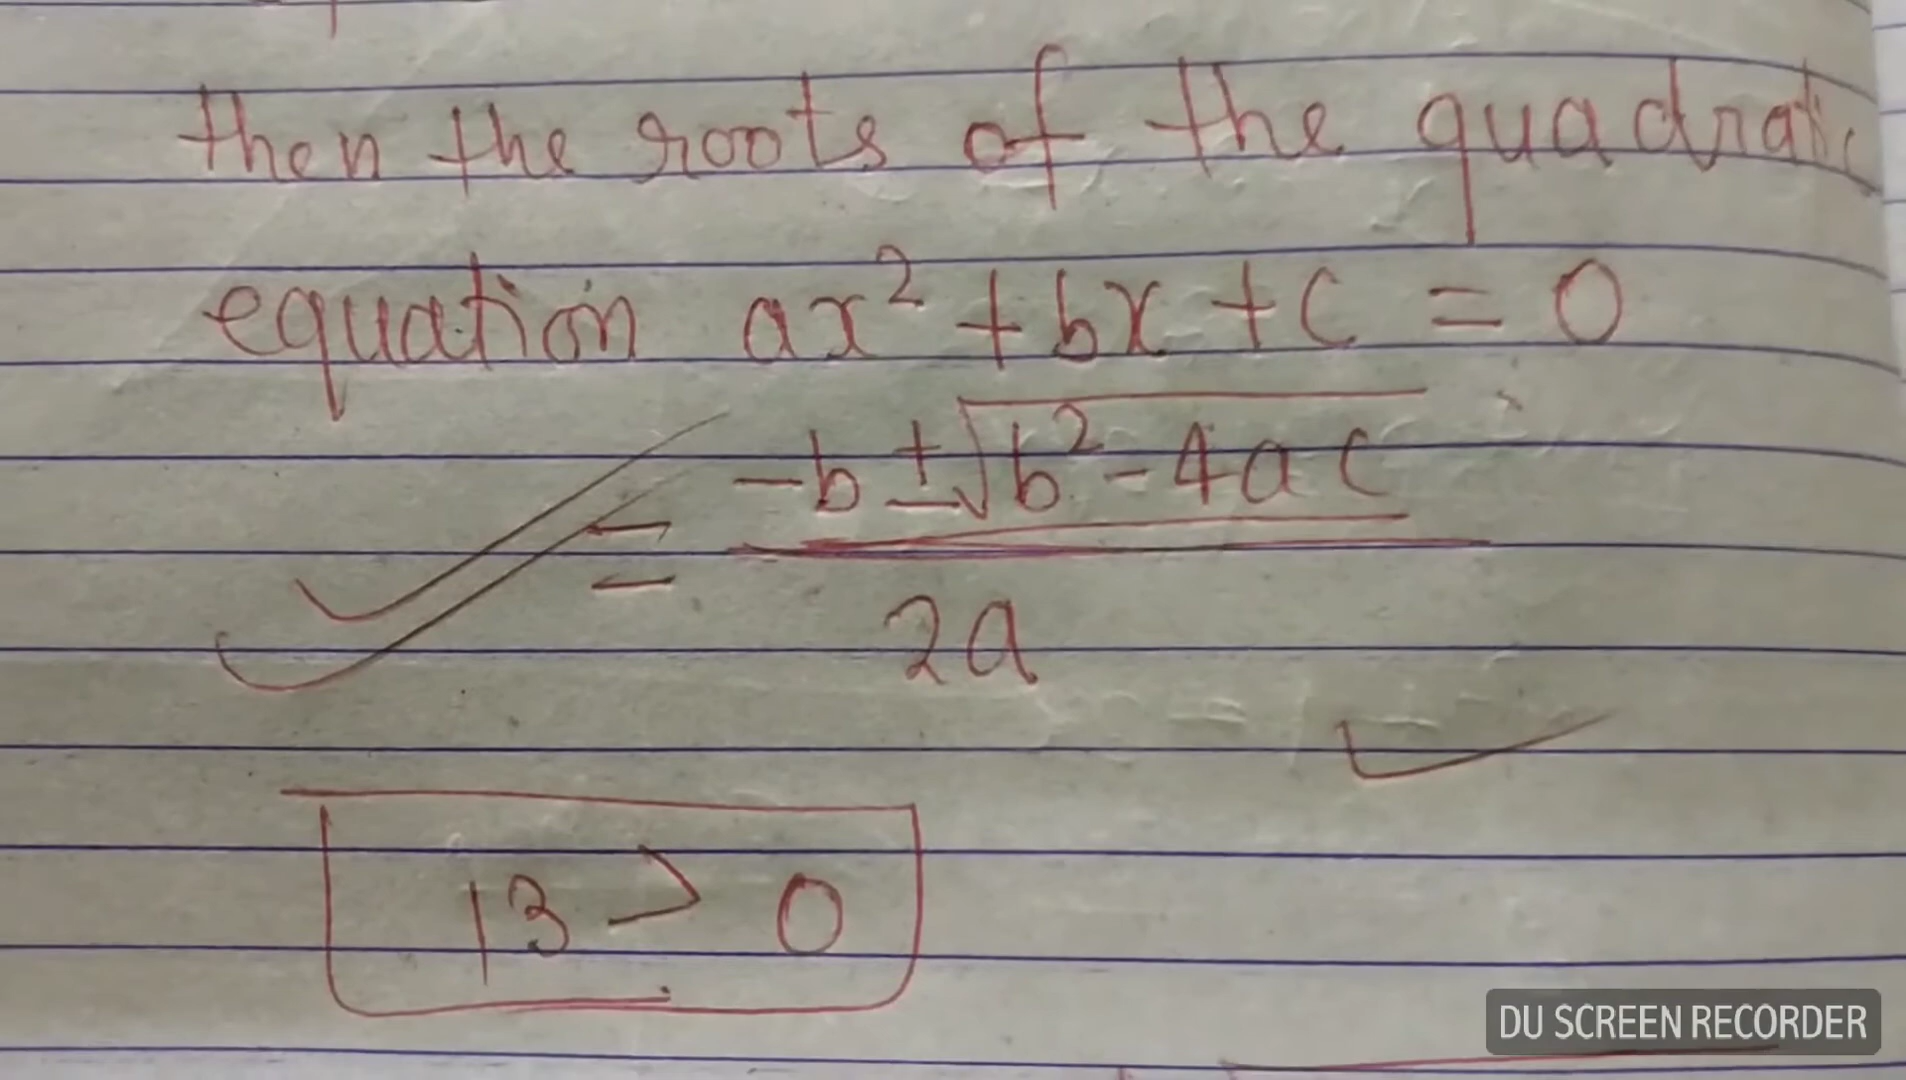 then the roots of the quadratic
equation ax² + bx + c = 0
= -b ± √b² - 4ac
2a
13 > 0
DU SCREEN RECORDER